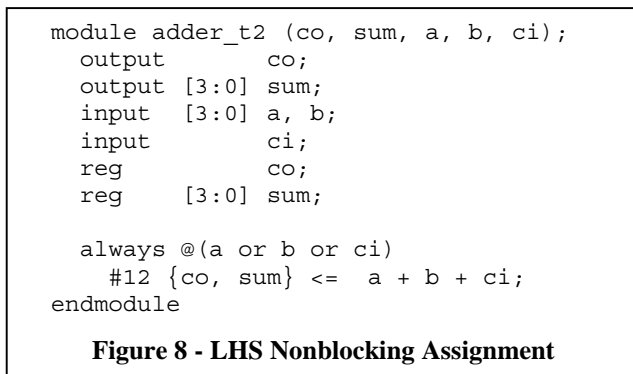 module adder_t2 (co, sum, a, b, ci);
  output        co;
  output  [3:0] sum;
  input   [3:0] a, b;
  input         ci;
  reg           co;
  reg     [3:0] sum;

  always @(a or b or ci)
    #12 {co, sum} <=  a + b + ci;
endmodule
Figure 8 - LHS Nonblocking Assignment